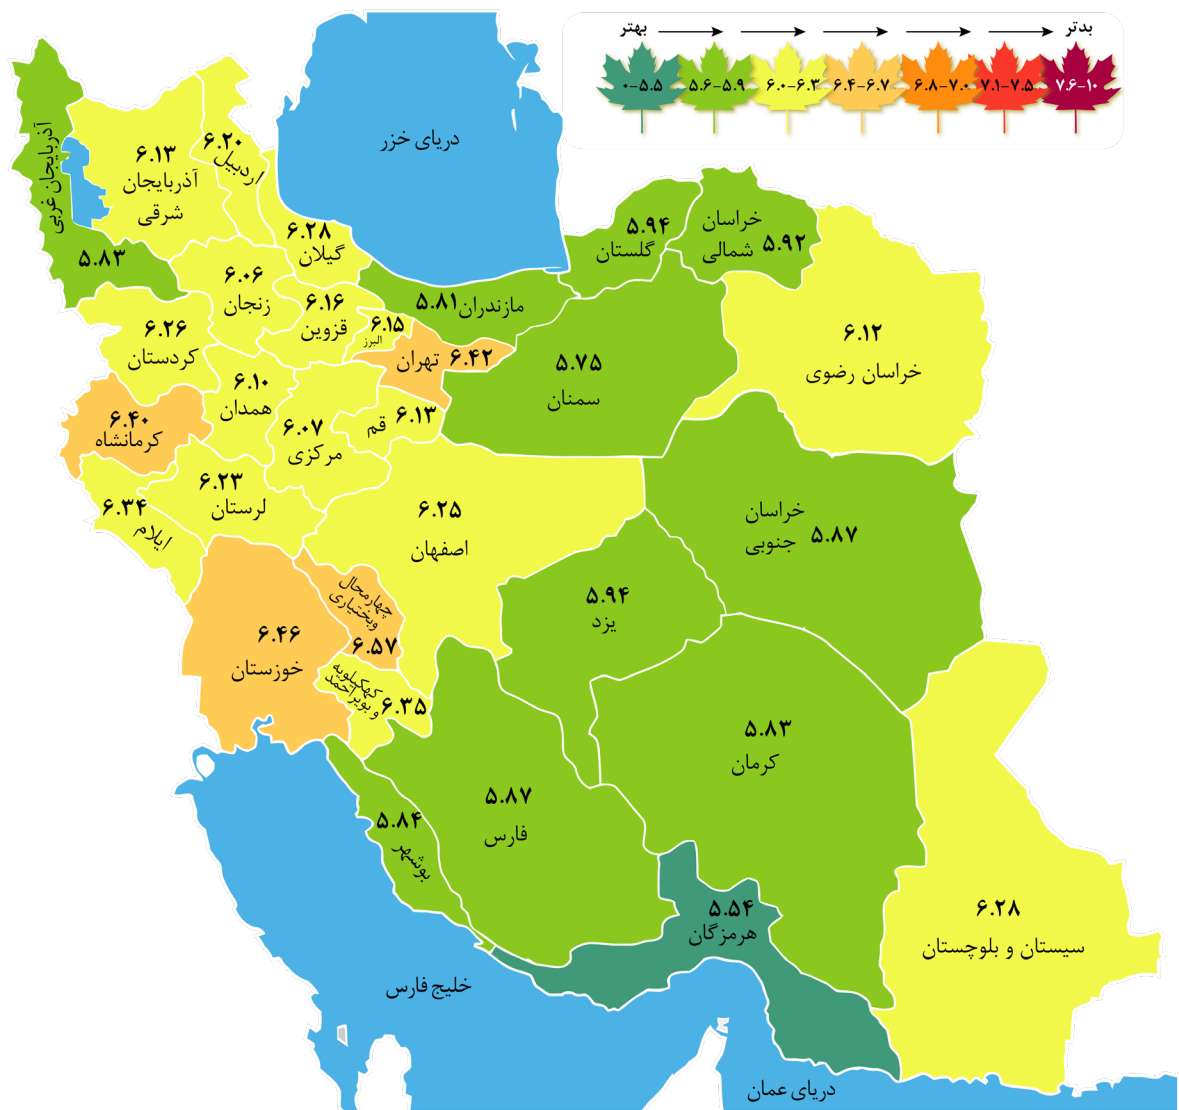 بهتر
بدتر
۰-۵.۵
۵.۶-۵.۹
۶.۰-۶.۳
۶.۴-۶.۷
۶.۸-۷.۰
۷.۱-۷.۵
۷.۶-۱۰
دریای خزر
آذربایجان غربی
۵.۸۳
۶.۱۳
آذربایجان
شرقی
۶.۲۰
اردبیل
۶.۲۸
گیلان
۵.۹۴
گلستان
خراسان
شمالی ۵.۹۲
۶.۰۶
زنجان
۶.۱۶
قزوین
۶.۱۵
البرز
مازندران ۵.۸۱
۶.۲۶
کردستان
تهران ۶.۴۲
۵.۷۵
سمنان
۶.۱۲
خراسان رضوی
۶.۴۰
کرمانشاه
۶.۱۰
همدان
۶.۰۷
مرکزی
قم ۶.۱۳
۶.۳۴
ایلام
۶.۲۳
لرستان
۶.۲۵
اصفهان
خراسان
جنوبی ۵.۸۷
۶.۴۶
خوزستان
چهارمحال
وبختیاری
۶.۵۷
۵.۹۴
یزد
کهکیلویه
و بویراحمد
۶.۳۵
۵.۸۳
کرمان
۵.۸۷
فارس
۵.۸۴
بوشهر
۵.۵۴
هرمزگان
۶.۲۸
سیستان و بلوچستان
خلیج فارس
دریای عمان